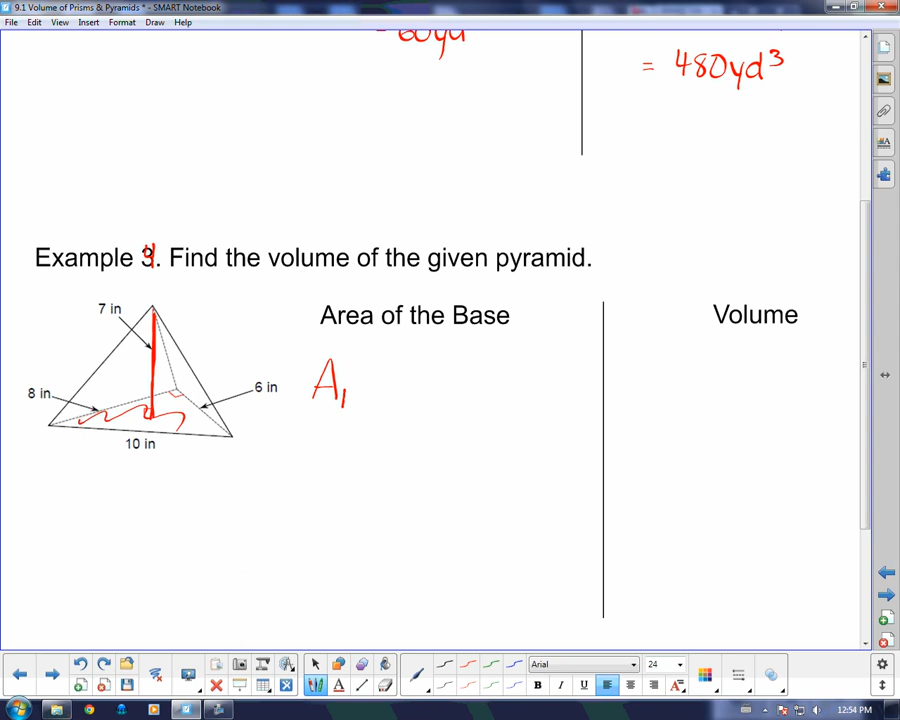 9.1 Volume of Prisms & Pyramids * - SMART Notebook
File Edit View Insert Format Draw Help
= 60yd
= 480yd³
Example 4. Find the volume of the given pyramid.
7 in
Area of the Base
Volume
8 in
6 in
A
10 in
Arial
24
B I U
12:54 PM